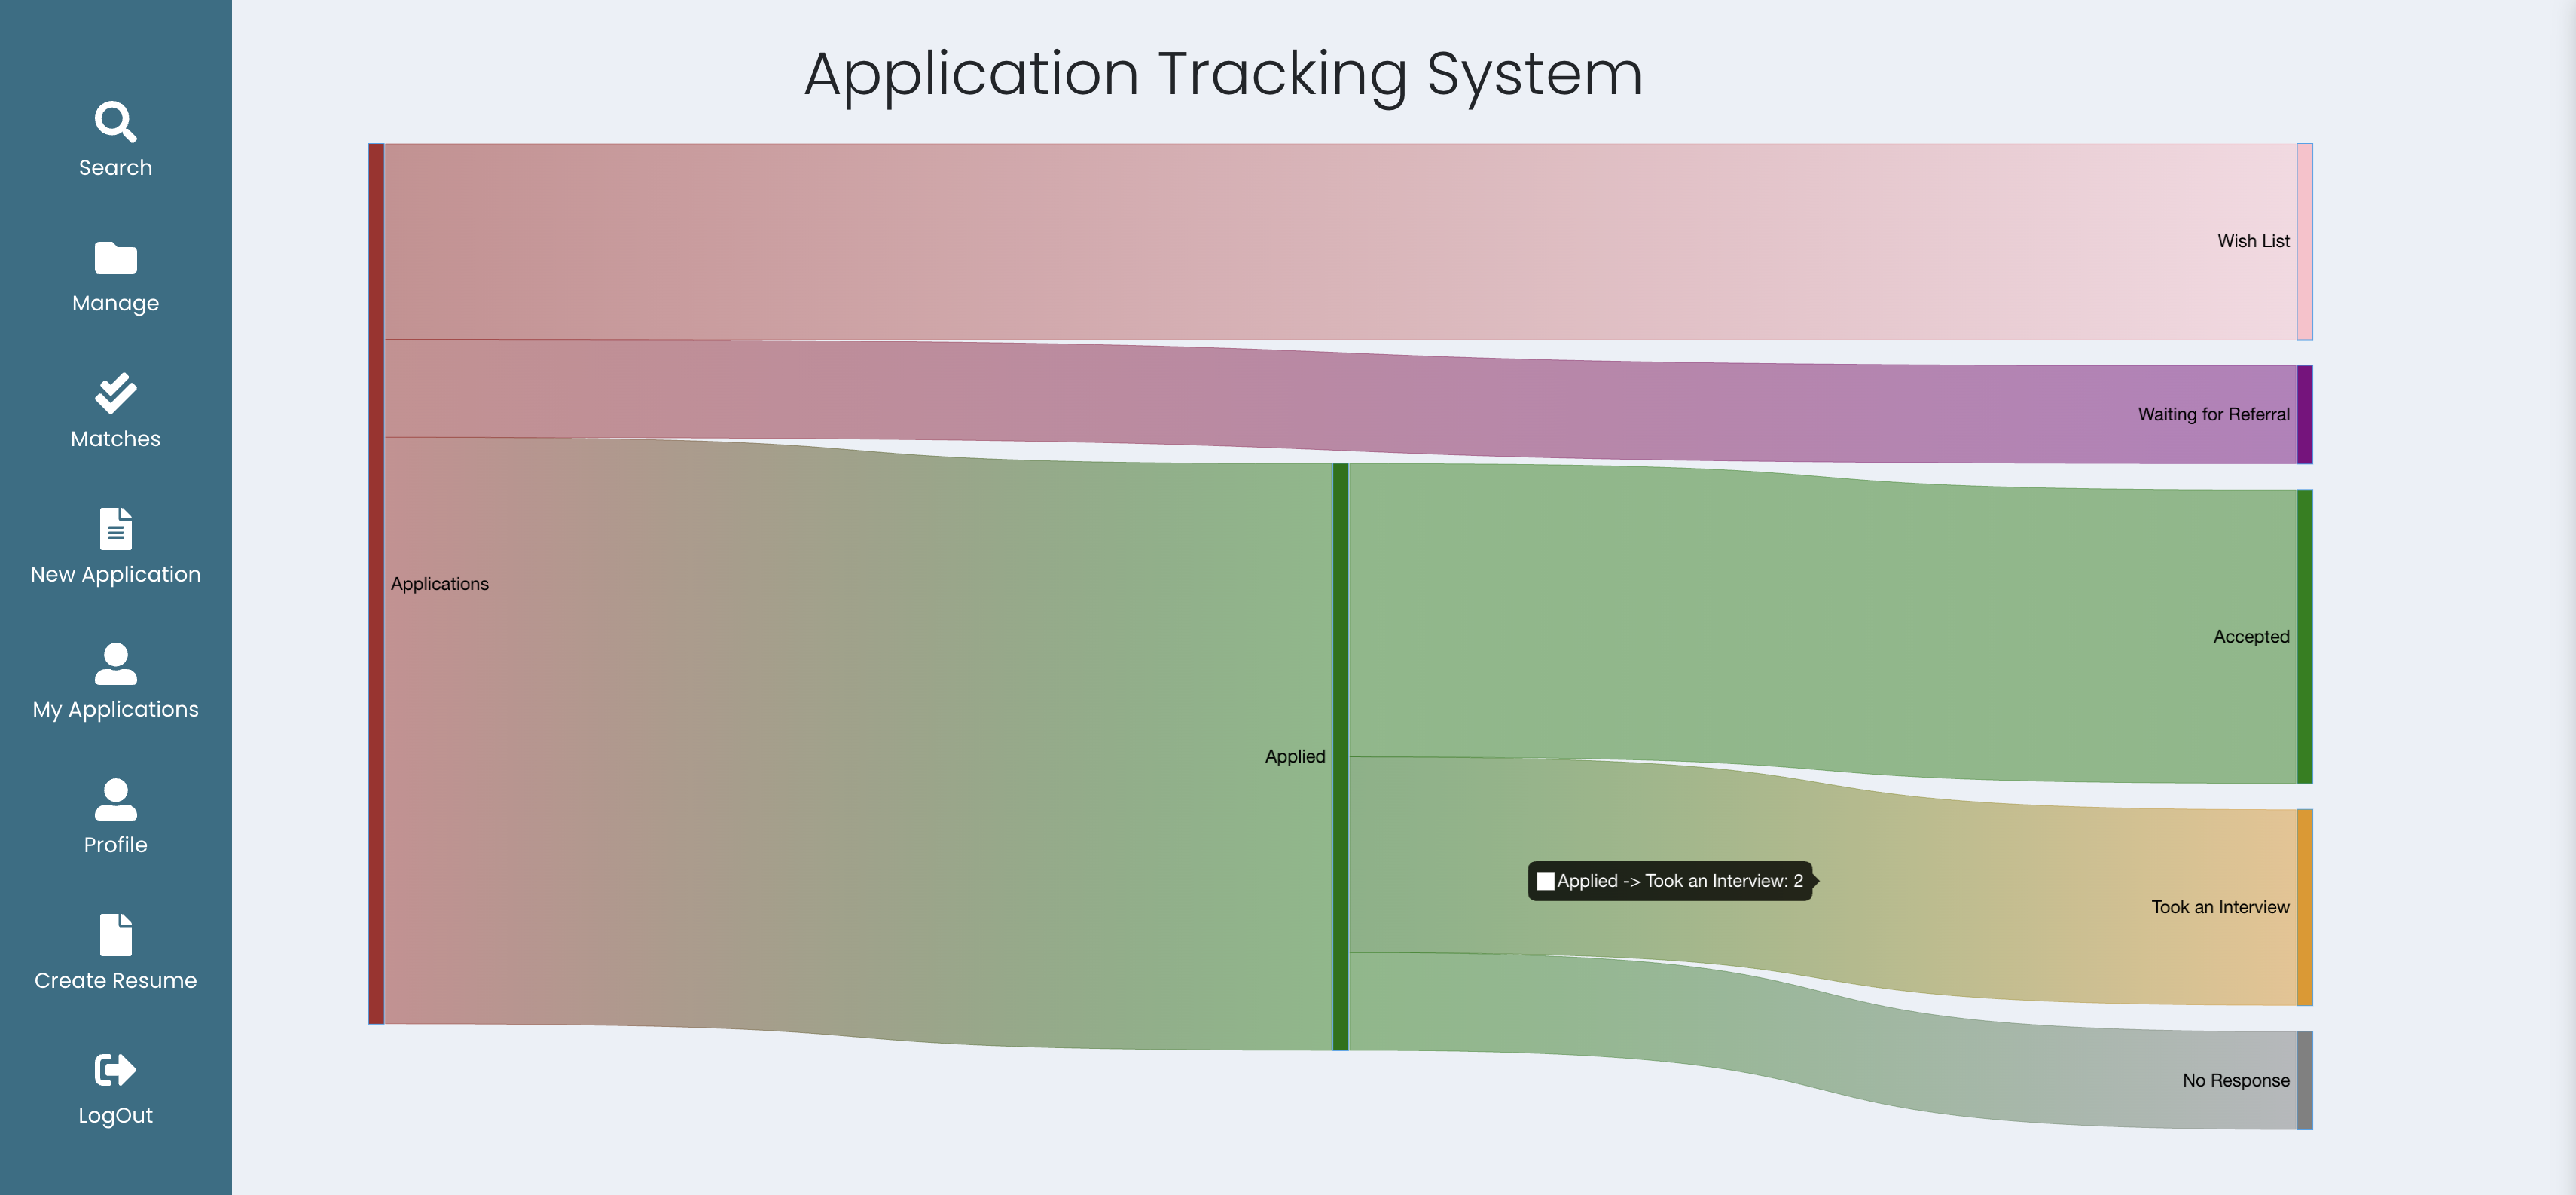 Application Tracking System
Search
Manage
Matches
New Application
My Applications
Profile
Create Resume
LogOut
Wish List
Waiting for Referral
Applications
Accepted
Applied
Applied -> Took an Interview: 2
Took an Interview
No Response